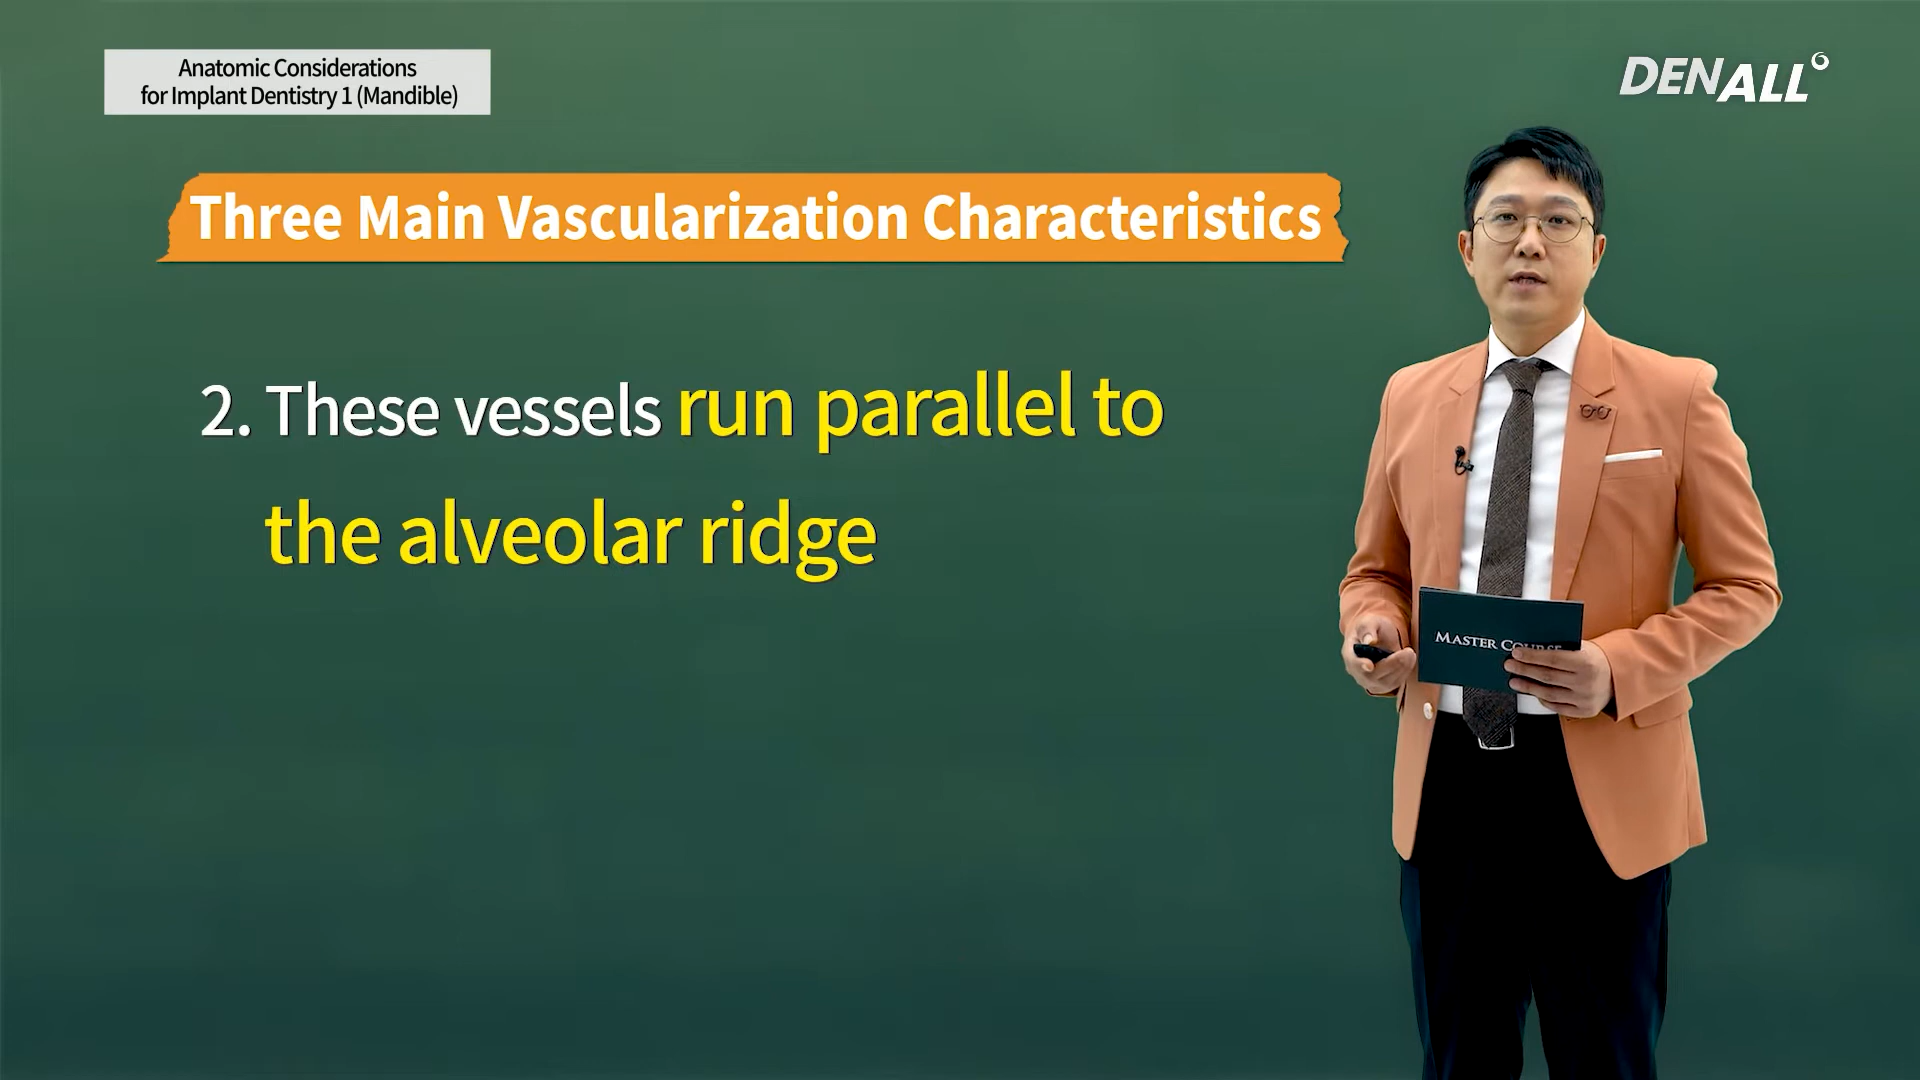 Anatomic Considerations
for Implant Dentistry 1 (Mandible)
DENALL
Three Main Vascularization Characteristics
2. These vessels run parallel to
the alveolar ridge
MASTER COURSE